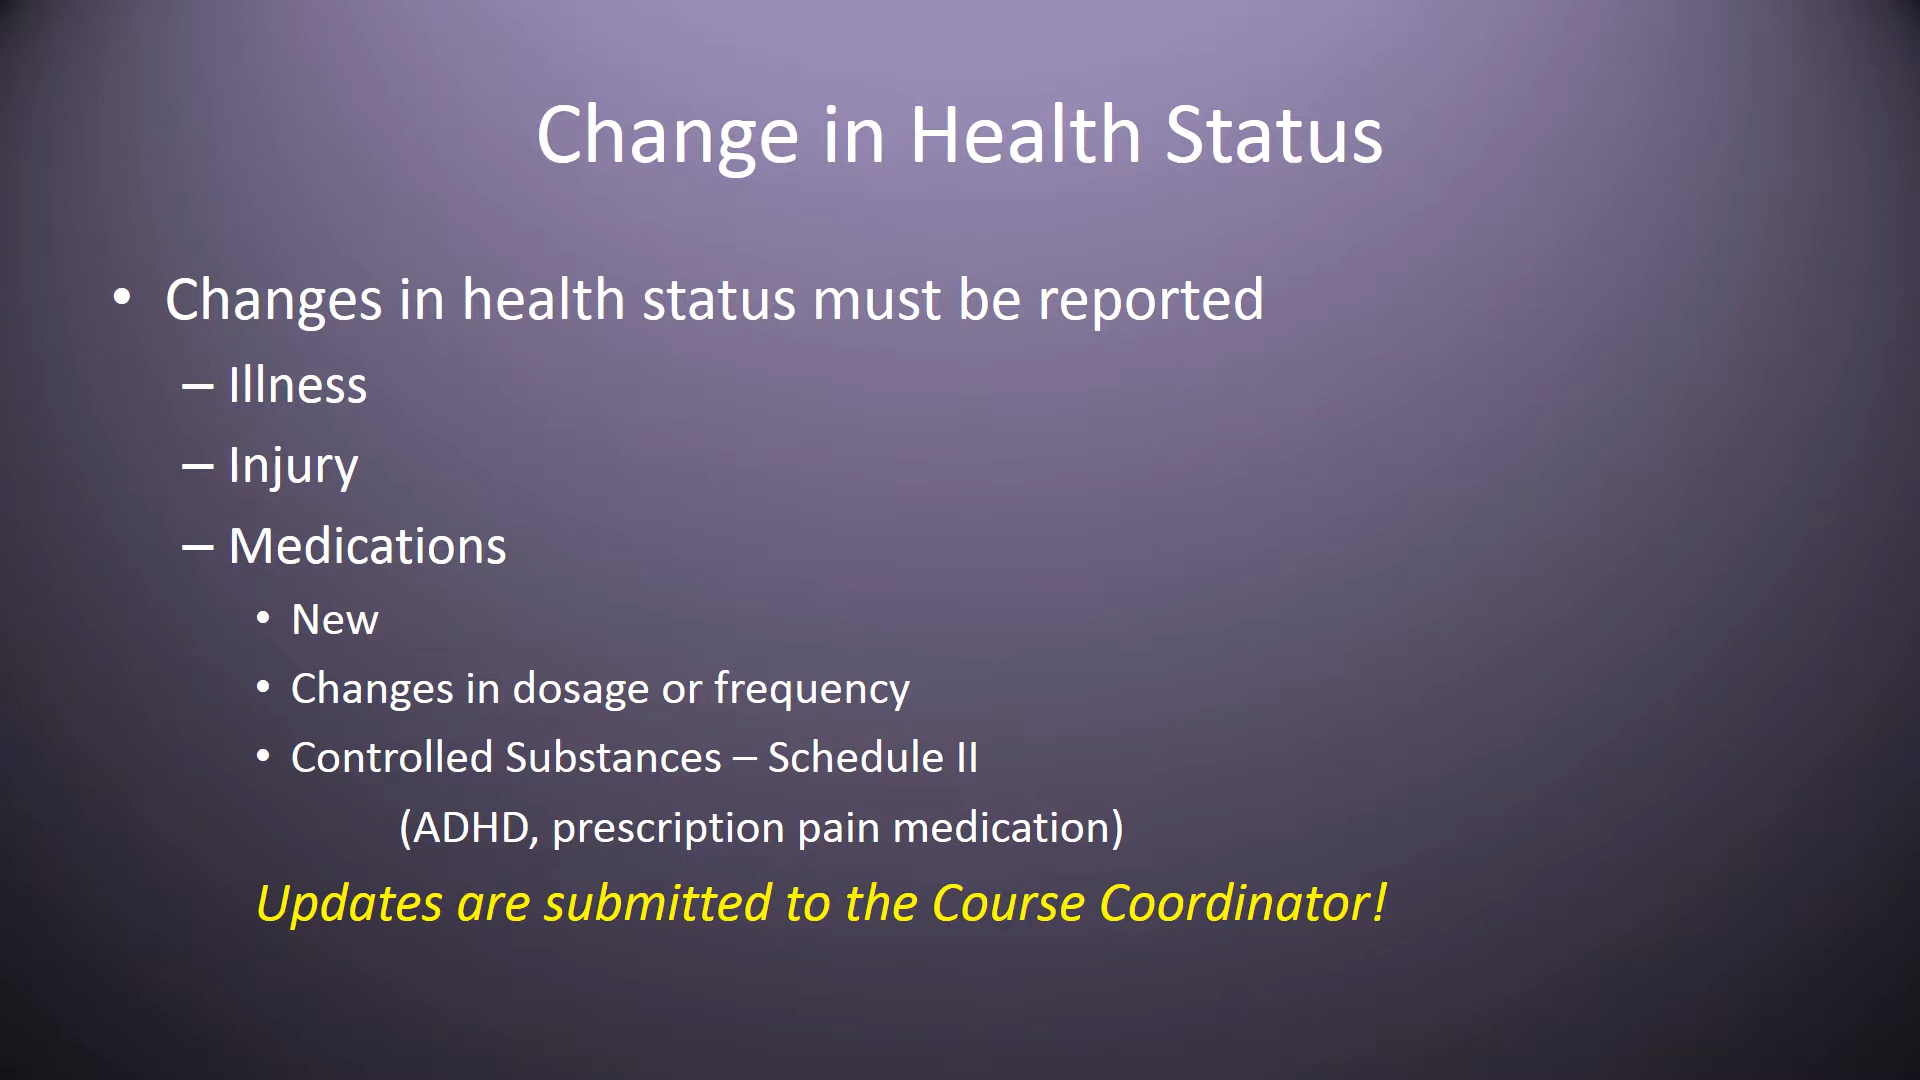 Change in Health Status
• Changes in health status must be reported
– Illness
– Injury
– Medications
• New
• Changes in dosage or frequency
• Controlled Substances – Schedule II
(ADHD, prescription pain medication)
Updates are submitted to the Course Coordinator!